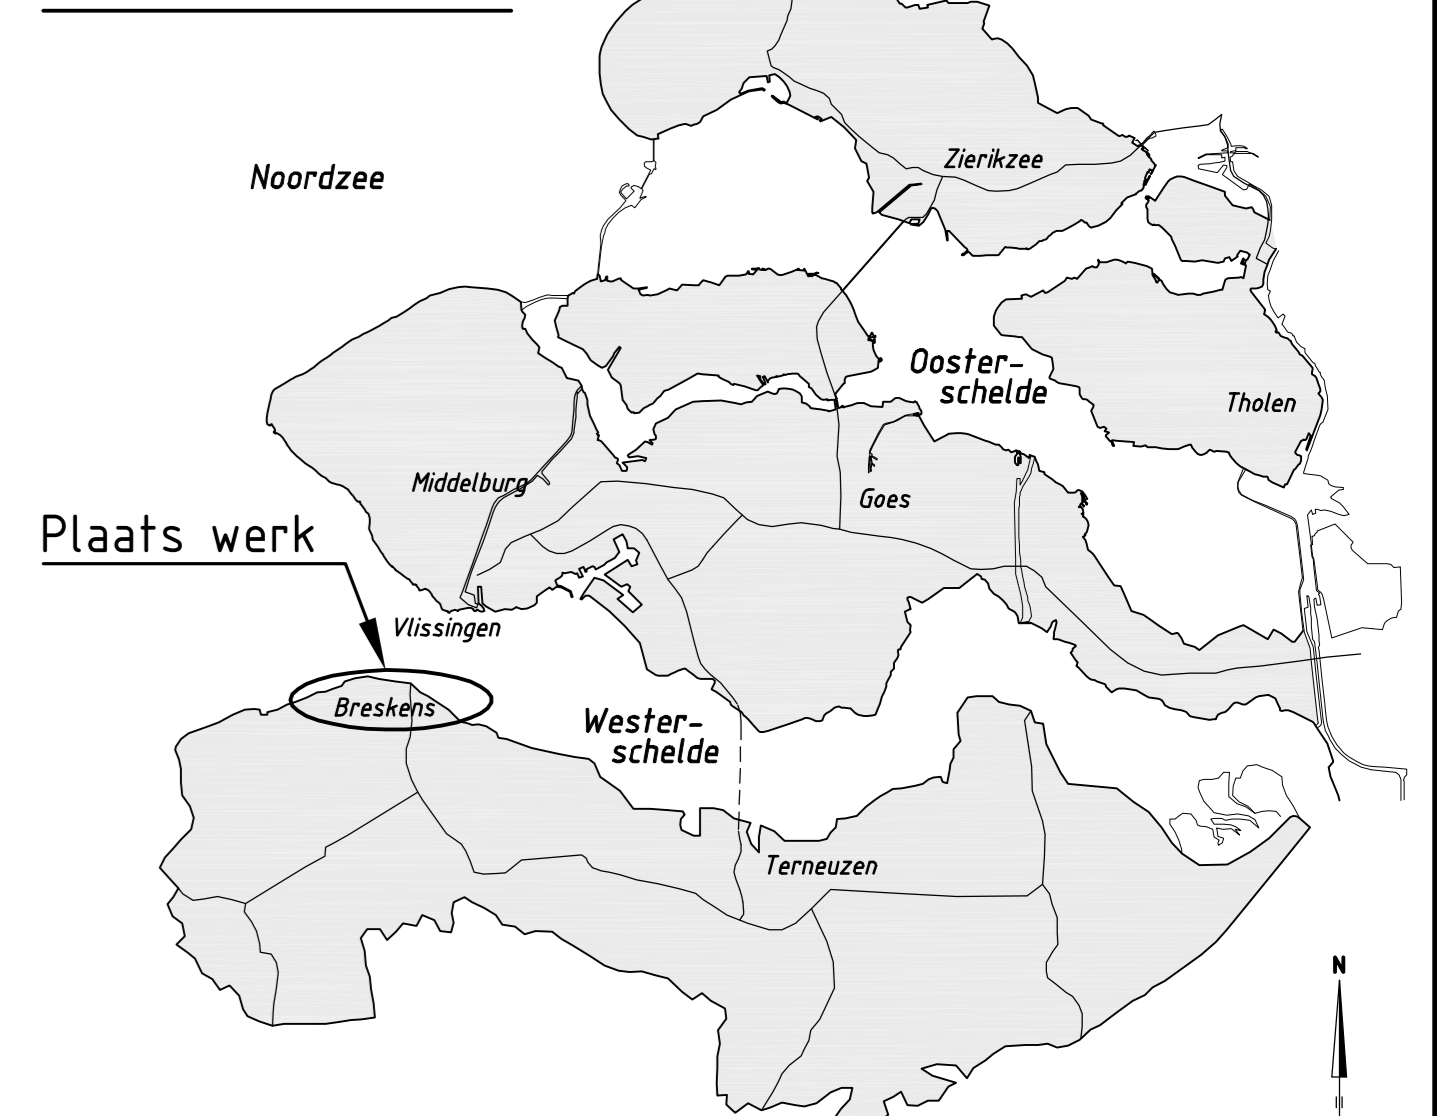 Zierikzee
Noordzee
Ooster-
schelde
Tholen
Middelburg
Goes
Plaats werk
Vlissingen
Breskens
Wester-
schelde
Terneuzen
N